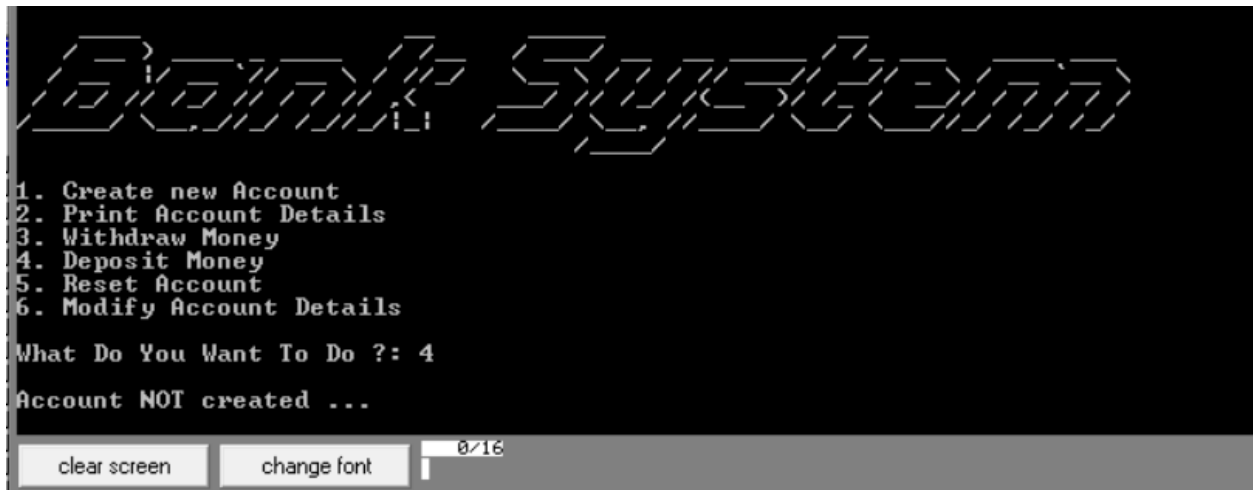 Bank System
1. Create new Account
2. Print Account Details
3. Withdraw Money
4. Deposit Money
5. Reset Account
6. Modify Account Details
What Do You Want To Do ?: 4
Account NOT created ...
0/16
clear screen change font